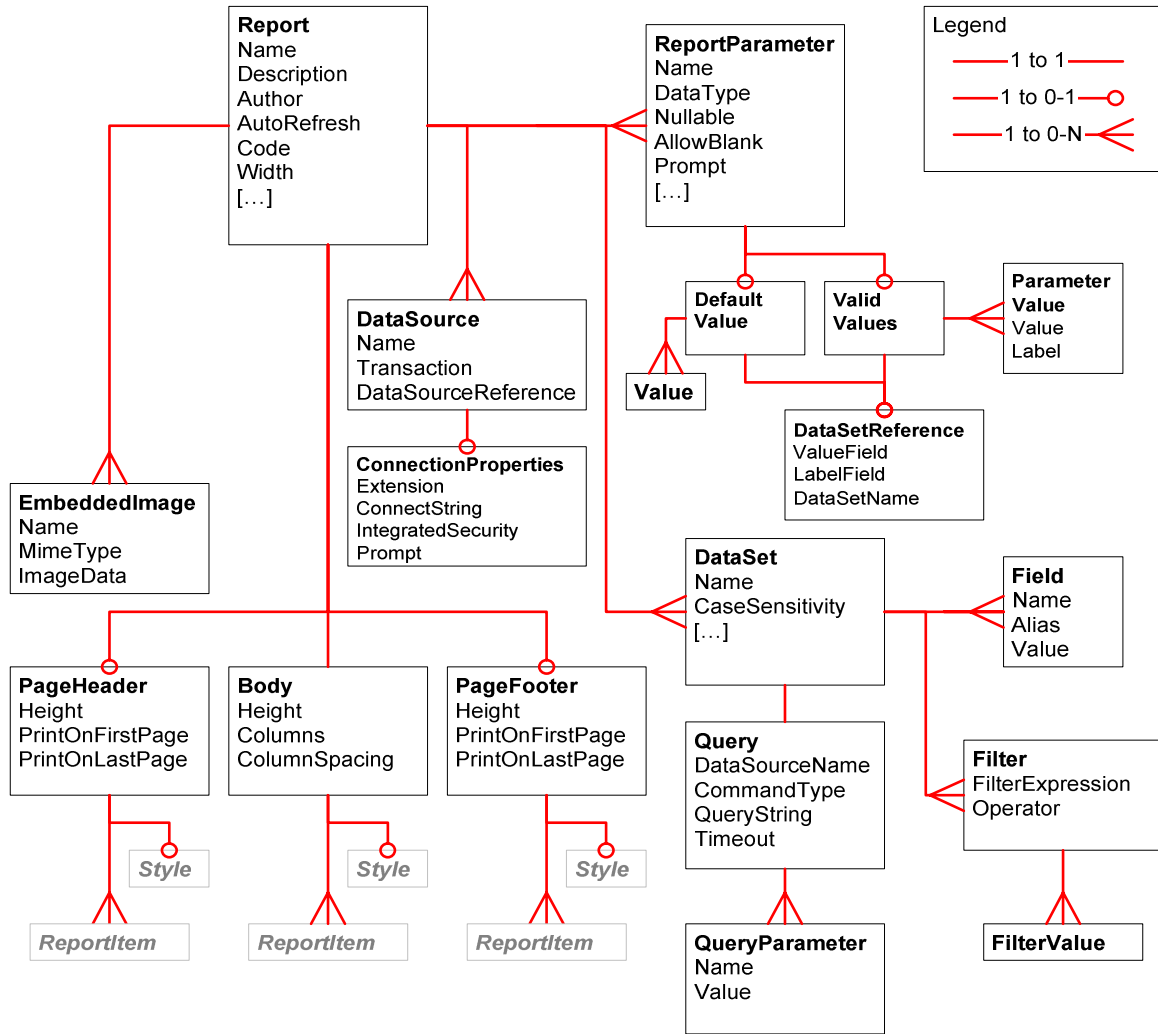 Report
Name
Description
Author
AutoRefresh
Code
Width
[...]
ReportParameter
Name
DataType
Nullable
AllowBlank
Prompt
[...]
Legend
1 to 1
1 to 0-1
1 to 0-N
Default
Value
Valid
Values
Parameter
Value
Value
Label
Value
DataSource
Name
Transaction
DataSourceReference
DataSetReference
ValueField
LabelField
DataSetName
ConnectionProperties
Extension
ConnectString
IntegratedSecurity
Prompt
EmbeddedImage
Name
MimeType
ImageData
DataSet
Name
CaseSensitivity
[...]
Field
Name
Alias
Value
PageHeader
Height
PrintOnFirstPage
PrintOnLastPage
Body
Height
Columns
ColumnSpacing
PageFooter
Height
PrintOnFirstPage
PrintOnLastPage
Query
DataSourceName
CommandType
QueryString
Timeout
Filter
FilterExpression
Operator
Style
Style
Style
ReportItem
ReportItem
ReportItem
QueryParameter
Name
Value
FilterValue